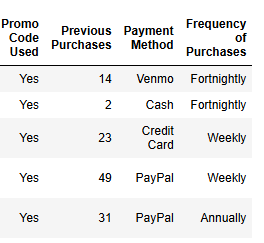 Promo Code Used Previous Purchases Payment Method Frequency of Purchases
Yes 14 Venmo Fortnightly
Yes 2 Cash Fortnightly
Yes 23 Credit Card Weekly
Yes 49 PayPal Weekly
Yes 31 PayPal Annually